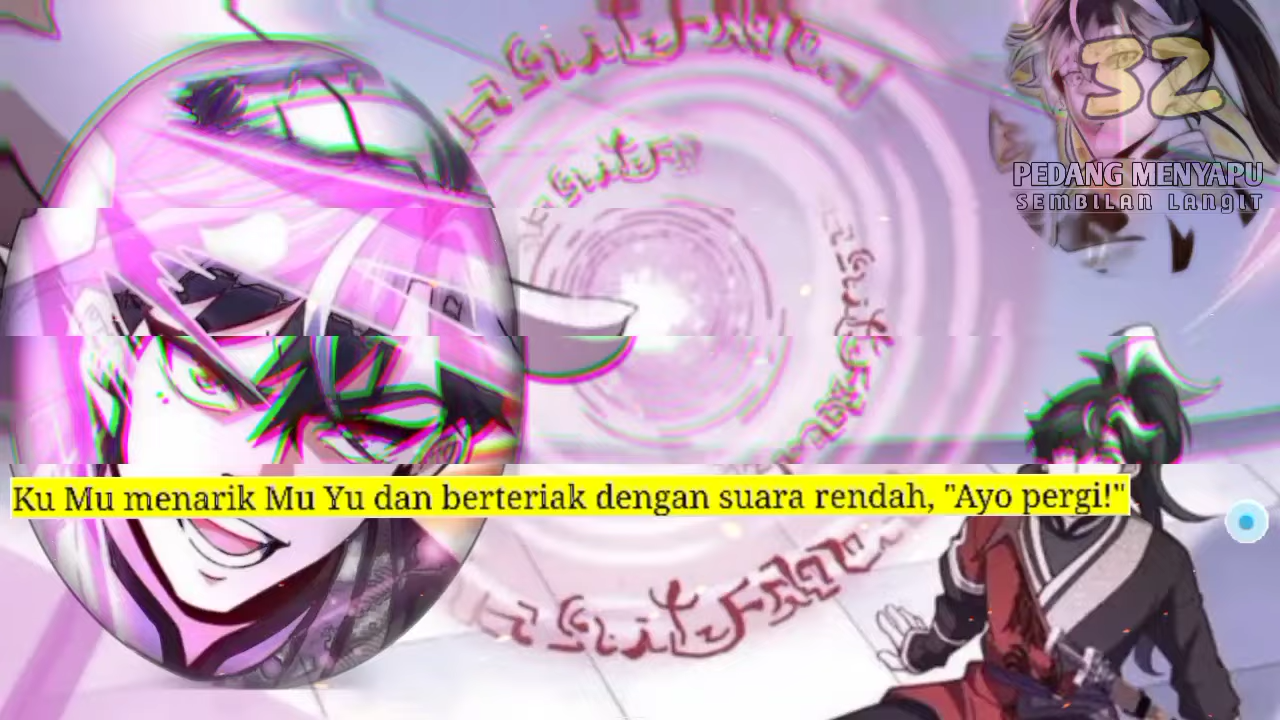 32
PEDANG MENYAPU
SEMBILAN LANGIT
Ku Mu menarik Mu Yu dan berteriak dengan suara rendah, "Ayo pergi!"